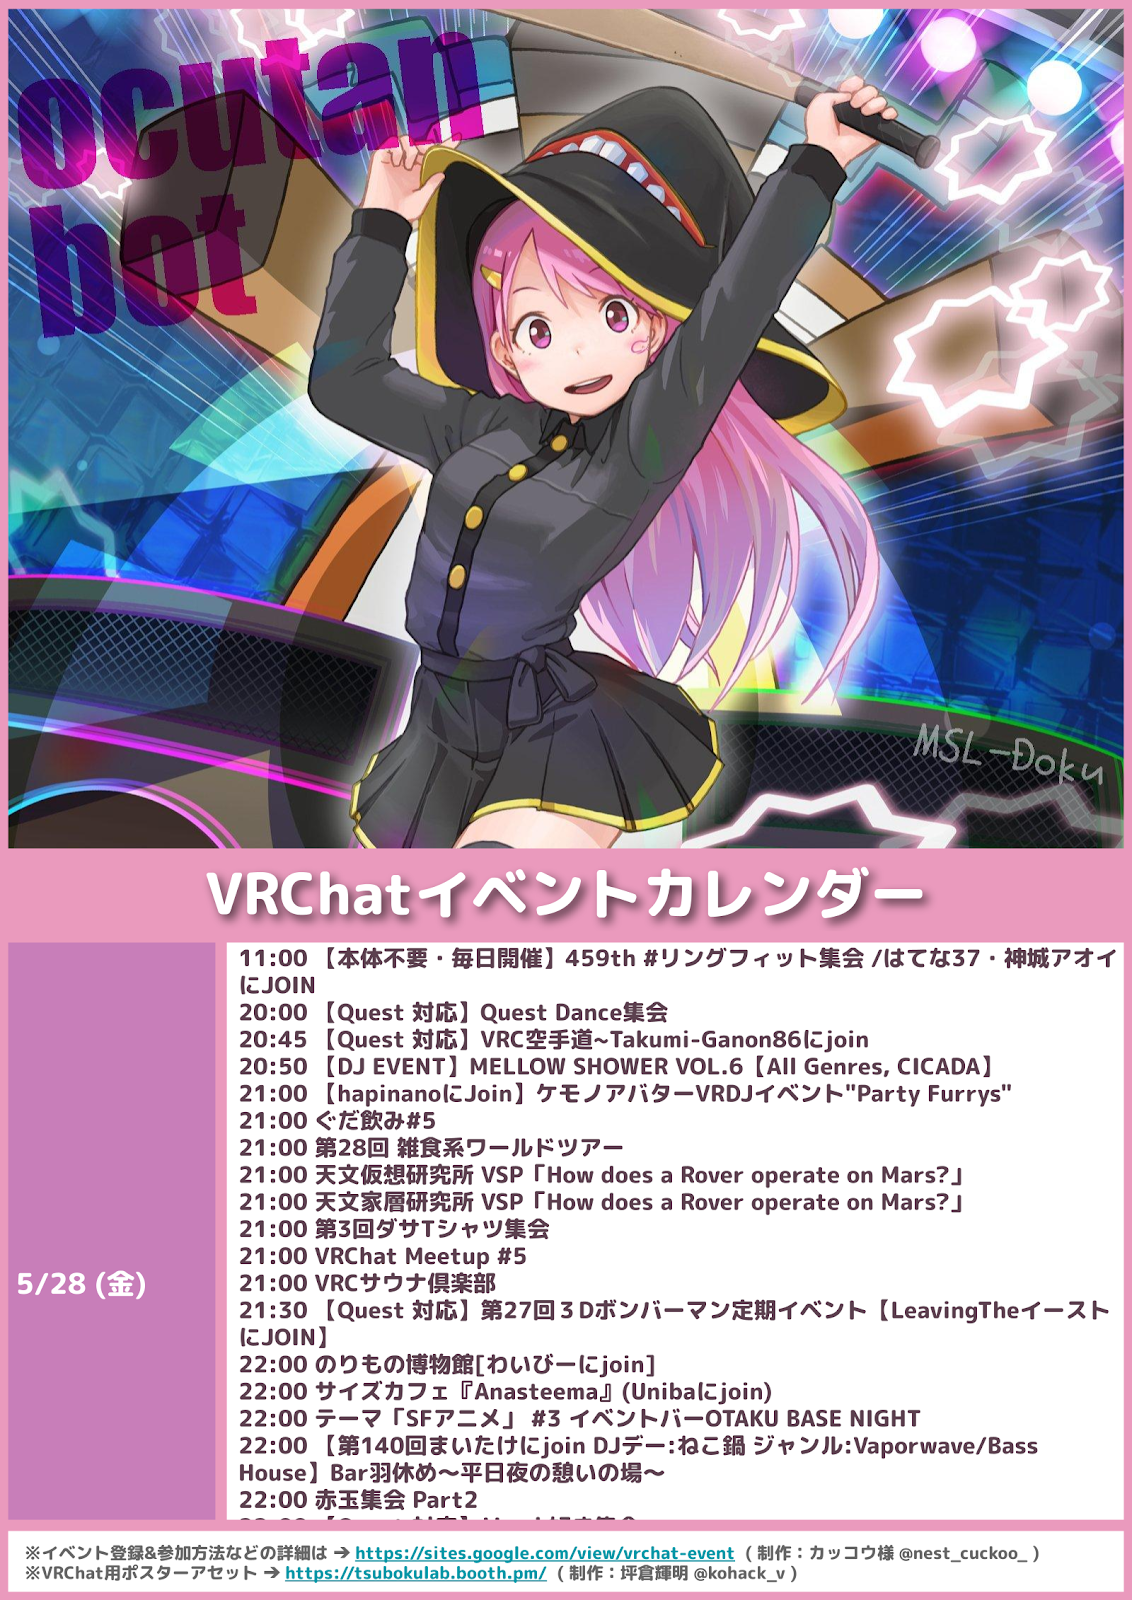 ocutan
bot
MSL-Doku
VRChatイベントカレンダー
5/28 (金)
11:00 【本体不要・毎日開催】459th #リングフィット集会 /はてな37・神城アオイ
にJOIN
20:00 【Quest 対応】Quest Dance集会
20:45 【Quest 対応】VRC空手道~Takumi-Ganon86にjoin
20:50 【DJ EVENT】MELLOW SHOWER VOL.6【All Genres, CICADA】
21:00 【hapinanoにJoin】ケモノアバターVRDJイベント"Party Furrys"
21:00 ぐだ飲み#5
21:00 第28回 雑食系ワールドツアー
21:00 天文仮想研究所 VSP「How does a Rover operate on Mars?」
21:00 天文家層研究所 VSP「How does a Rover operate on Mars?」
21:00 第3回ダサTシャツ集会
21:00 VRChat Meetup #5
21:00 VRCサウナ倶楽部
21:30 【Quest 対応】第27回３Dボンバーマン定期イベント【LeavingTheイースト
にJOIN】
22:00 のりもの博物館[わいびーにjoin]
22:00 サイズカフェ『Anasteema』(Unibaにjoin)
22:00 テーマ「SFアニメ」 #3 イベントバーOTAKU BASE NIGHT
22:00 【第140回まいたけにjoin DJデー:ねこ鍋 ジャンル:Vaporwave/Bass
House】Bar羽休め～平日夜の憩いの場～
22:00 赤玉集会 Part2
※イベント登録&参加方法などの詳細は ➔ https://sites.google.com/view/vrchat-event ( 制作：カッコウ様 @nest_cuckoo_ )
※VRChat用ポスターアセット ➔ https://tsubokulab.booth.pm/ ( 制作：坪倉輝明 @kohack_v )